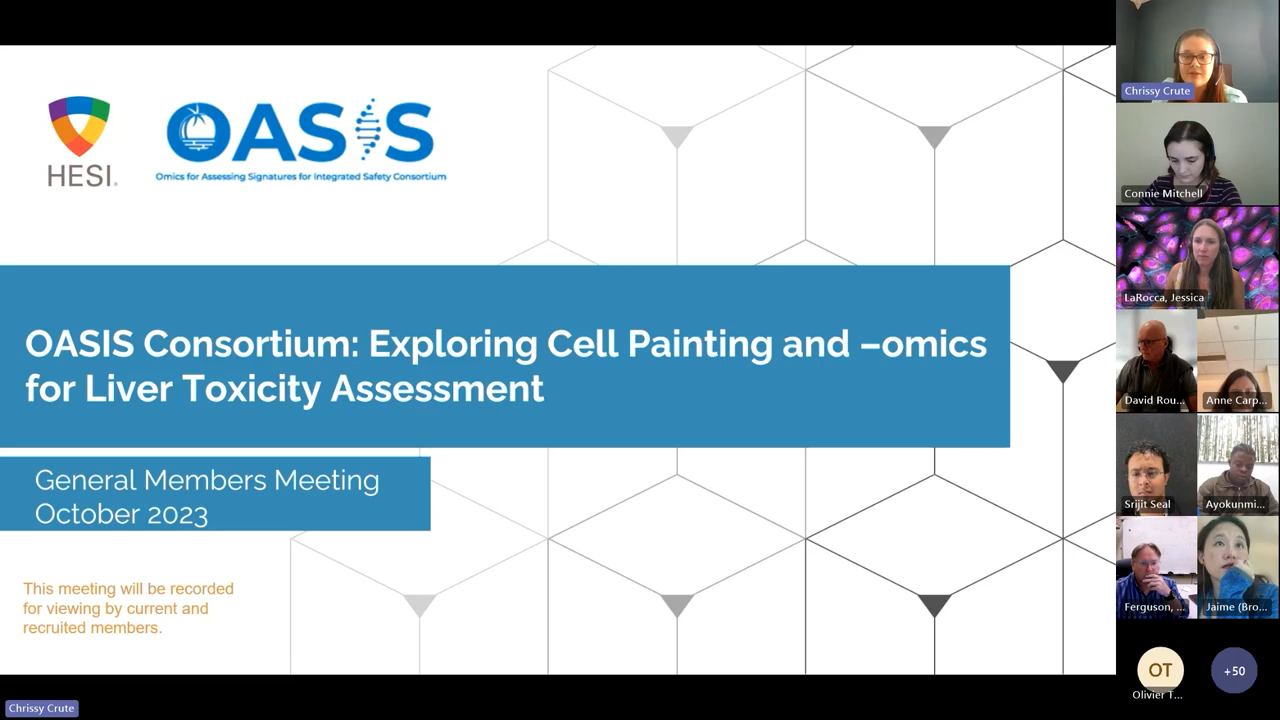 HESI®
OASIS
Omics for Assessing Signatures for Integrated Safety Consortium
OASIS Consortium: Exploring Cell Painting and –omics
for Liver Toxicity Assessment
General Members Meeting
October 2023
This meeting will be recorded
for viewing by current and
recruited members.
Chrissy Crute
Chrissy Crute
Connie Mitchell
LaRocca, Jessica
David Rou...
Anne Carp...
Srijit Seal
Ayokunmi...
Ferguson, ...
Jaime (Bro...
OT
Olivier T...
+50